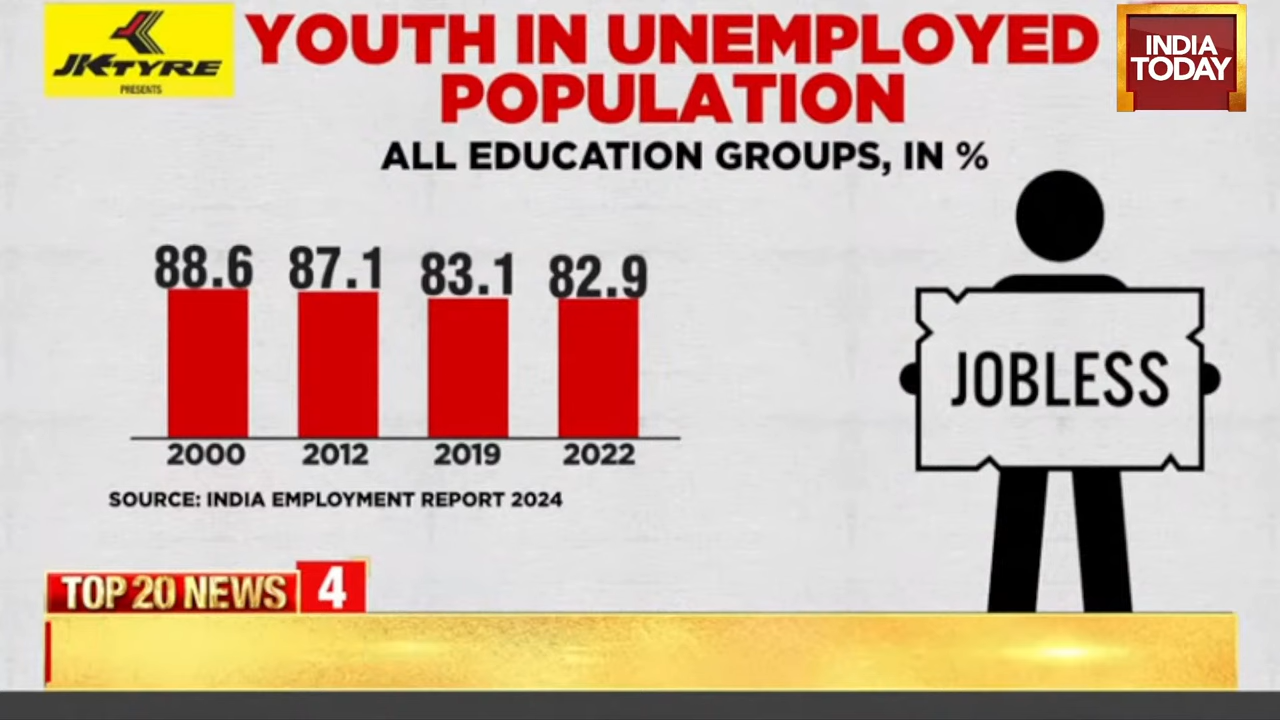 JK TYRE
PRESENTS
YOUTH IN UNEMPLOYED
POPULATION
INDIA
TODAY
ALL EDUCATION GROUPS, IN %
88.6 87.1 83.1 82.9
2000 2012 2019 2022
SOURCE: INDIA EMPLOYMENT REPORT 2024
JOBLESS
TOP 20 NEWS 4